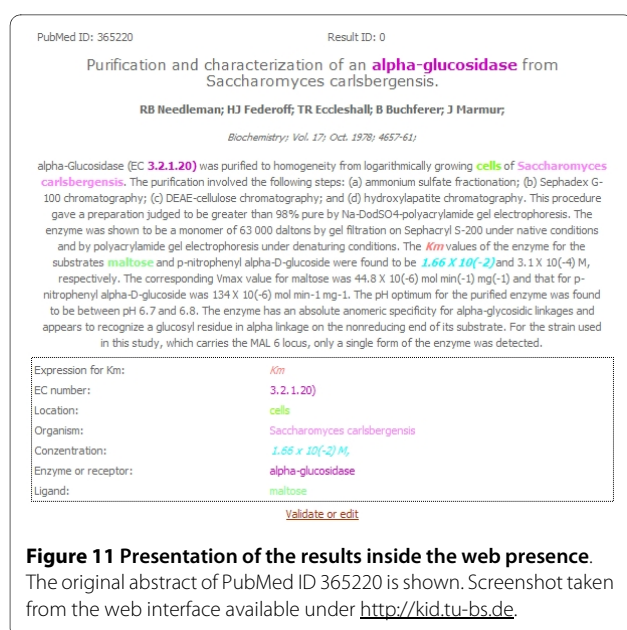 PubMed ID: 365220 Result ID: 0
Purification and characterization of an alpha-glucosidase from
Saccharomyces carlsbergensis.
RB Needleman; HJ Federoff; TR Eccleshall; B Buchferer; J Marmur;
Biochemistry; Vol. 17; Oct. 1978; 4657-61;
alpha-Glucosidase (EC 3.2.1.20) was purified to homogeneity from logarithmically growing cells of Saccharomyces
carlsbergensis. The purification involved the following steps: (a) ammonium sulfate fractionation; (b) Sephadex G-
100 chromatography; (c) DEAE-cellulose chromatography; and (d) hydroxylapatite chromatography. This procedure
gave a preparation judged to be greater than 98% pure by Na-DodSO4-polyacrylamide gel electrophoresis. The
enzyme was shown to be a monomer of 63 000 daltons by gel filtration on Sephacryl S-200 under native conditions
and by polyacrylamide gel electrophoresis under denaturing conditions. The Km values of the enzyme for the
substrates maltose and p-nitrophenyl alpha-D-glucoside were found to be 1.66 X 10(-2) and 3.1 X 10(-4) M,
respectively. The corresponding Vmax value for maltose was 44.8 X 10(-6) mol min(-1) mg(-1) and that for p-
nitrophenyl alpha-D-glucoside was 134 X 10(-6) mol min-1 mg-1. The pH optimum for the purified enzyme was found
to be between pH 6.7 and 6.8. The enzyme has an absolute anomeric specificity for alpha-glycosidic linkages and
appears to recognize a glucosyl residue in alpha linkage on the nonreducing end of its substrate. For the strain used
in this study, which carries the MAL 6 locus, only a single form of the enzyme was detected.
Expression for Km: Km
EC number: 3.2.1.20)
Location: cells
Organism: Saccharomyces carlsbergensis
Conzentration: 1.66 x 10(-2) M,
Enzyme or receptor: alpha-glucosidase
Ligand: maltose
Validate or edit
Figure 11 Presentation of the results inside the web presence.
The original abstract of PubMed ID 365220 is shown. Screenshot taken
from the web interface available under http://kid.tu-bs.de.